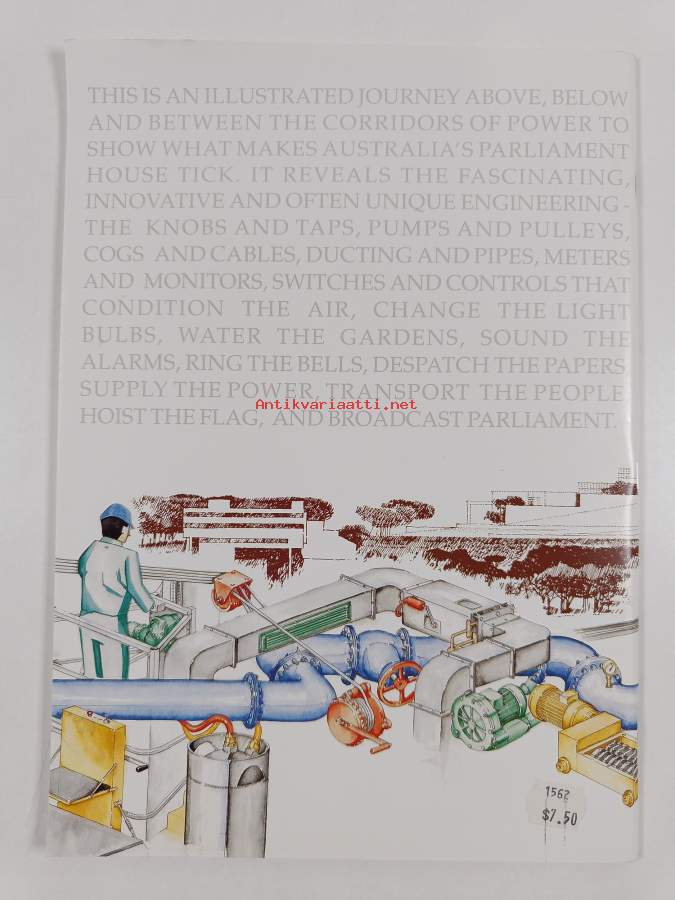 THIS IS AN ILLUSTRATED JOURNEY ABOVE, BELOW
AND BETWEEN THE CORRIDORS OF POWER TO
SHOW WHAT MAKES AUSTRALIA'S PARLIAMENT
HOUSE TICK. IT REVEALS THE FASCINATING,
INNOVATIVE AND OFTEN UNIQUE ENGINEERING -
THE KNOBS AND TAPS, PUMPS AND PULLEYS,
COGS AND CABLES, DUCTING AND PIPES, METERS
AND MONITORS, SWITCHES AND CONTROLS THAT
CONDITION THE AIR, CHANGE THE LIGHT
BULBS, WATER THE GARDENS, SOUND THE
ALARMS, RING THE BELLS, DESPATCH THE PAPERS,
SUPPLY THE POWER, TRANSPORT THE PEOPLE
Antikvariaatti.net
HOIST THE FLAG, AND BROADCAST PARLIAMENT.
1562
$7.50